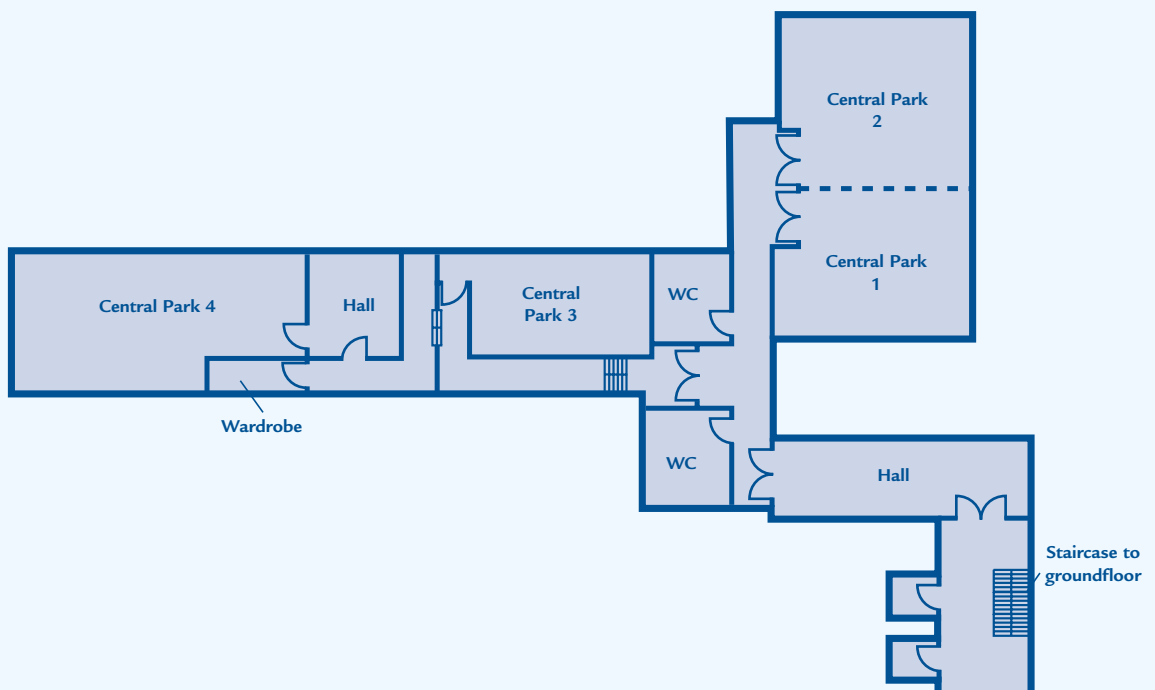 Central Park
2
Central Park
1
Central Park 4
Hall
Central
Park 3
WC
Wardrobe
WC
Hall
Staircase to
groundfloor